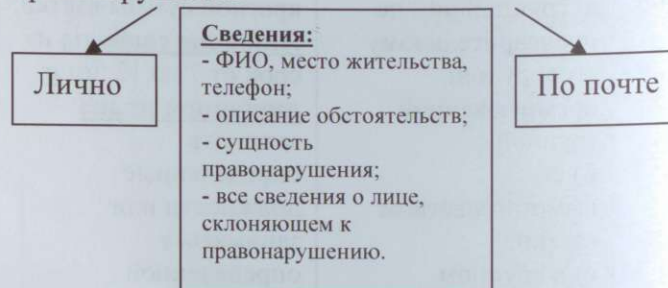 Лично
Сведения:
- ФИО, место жительства,
телефон;
- описание обстоятельств;
- сущность
правонарушения;
- все сведения о лице,
склоняющем к
правонарушению.
По почте